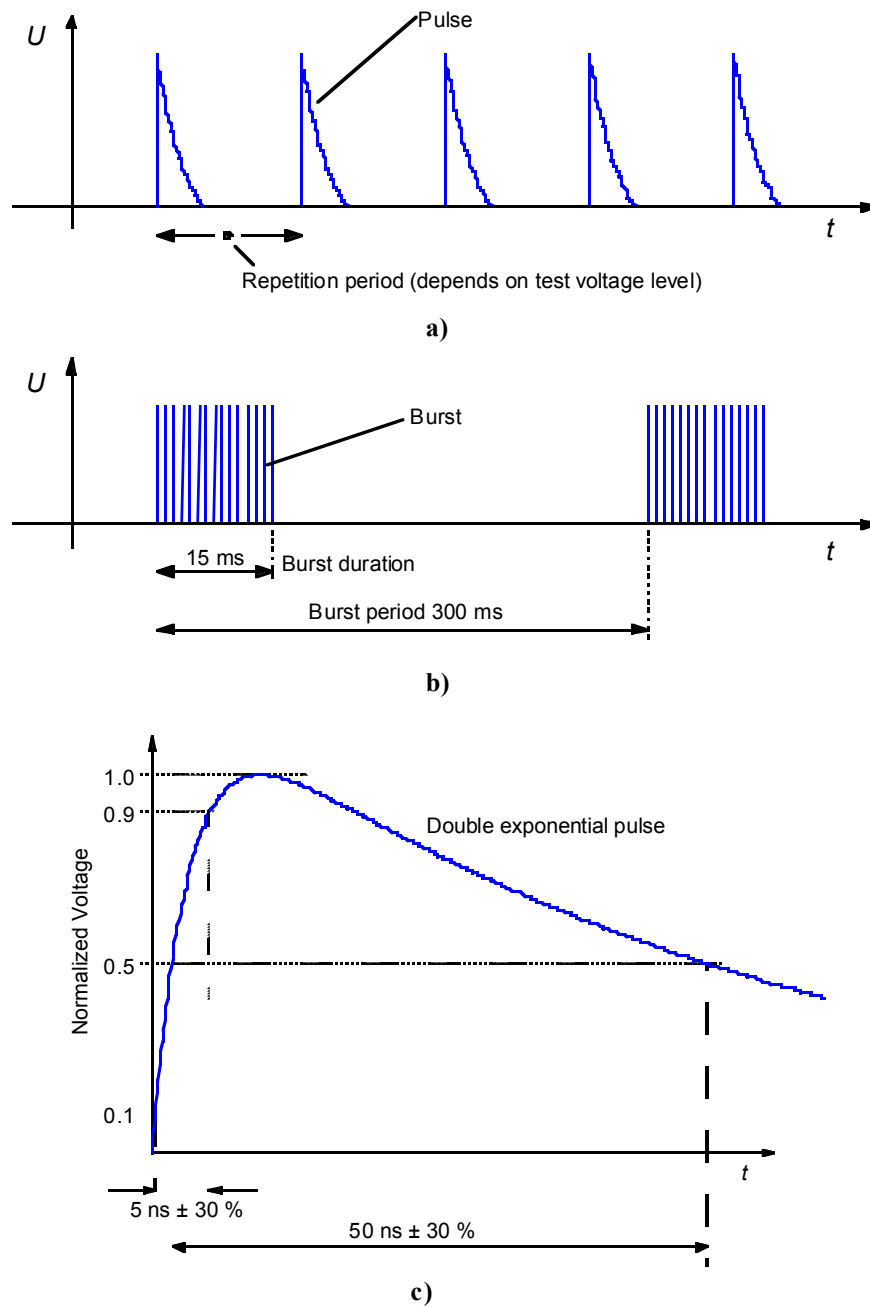 U
Pulse
t
Repetition period (depends on test voltage level)
a)
U
Burst
t
15 ms
Burst duration
Burst period 300 ms
b)
1.0
0.9
Double exponential pulse
Normalized Voltage
0.5
0.1
t
5 ns ± 30 %
50 ns ± 30 %
c)